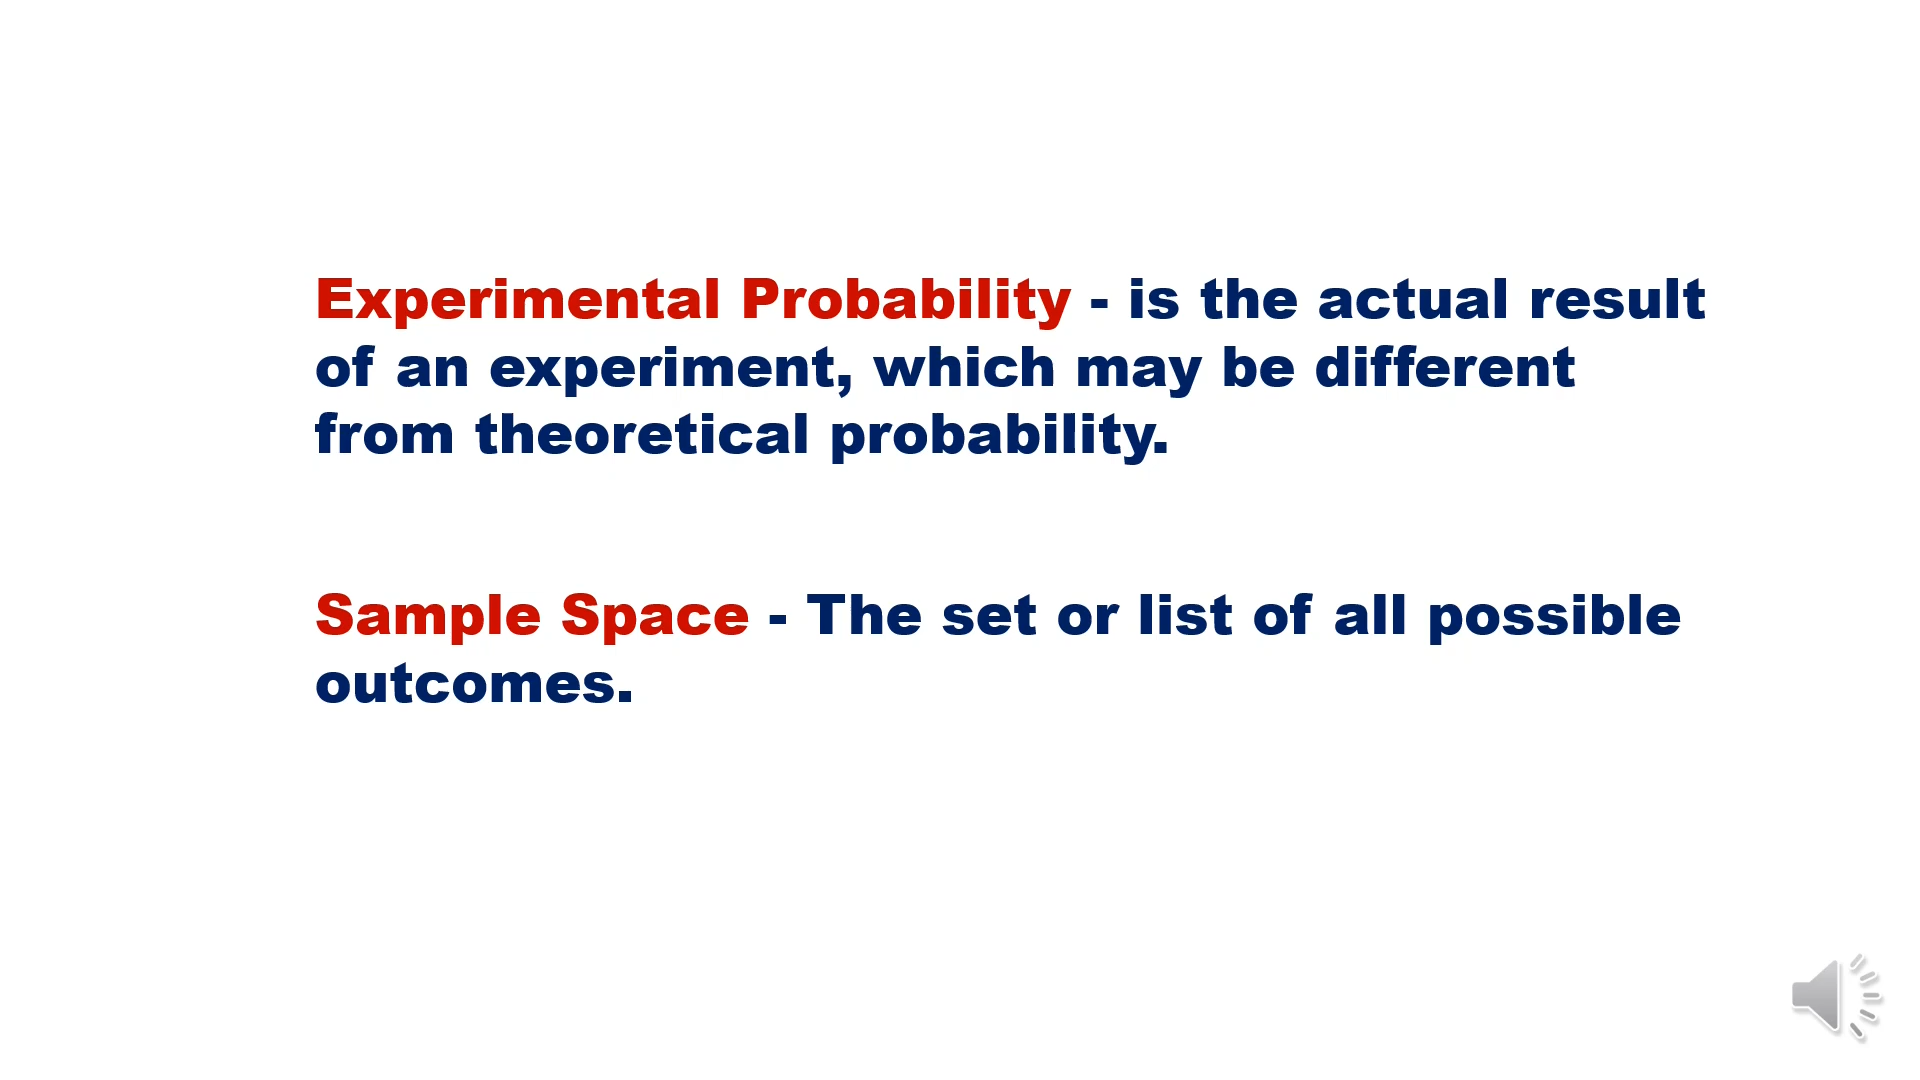 Experimental Probability - is the actual result
of an experiment, which may be different
from theoretical probability.
Sample Space - The set or list of all possible
outcomes.